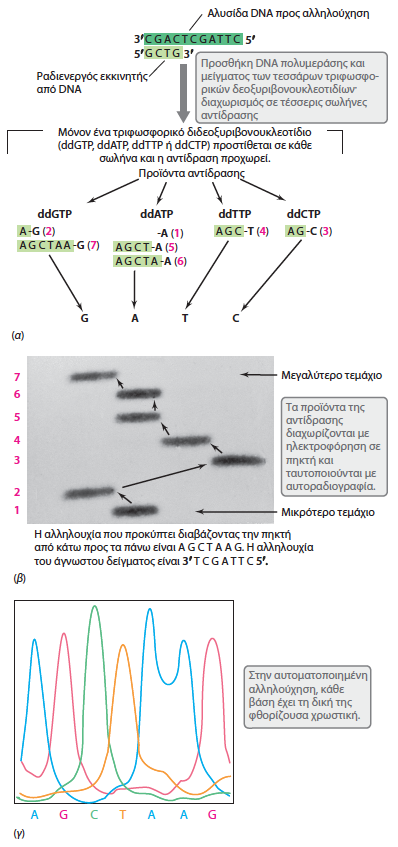 Αλυσίδα DNA προς αλληλούχηση
3′ CGACTCGATTC 5′
5′ GCTG 3′
Ραδιενεργός εκκινητής
από DNA
Προσθήκη DNA πολυμεράσης και
μείγματος των τεσσάρων τριφωσφο-
ρικών δεοξυριβονουκλεοτιδίων·
διαχωρισμός σε τέσσερις σωλήνες
αντίδρασης
Μόνον ένα τριφωσφορικό διδεοξυριβονουκλεοτίδιο
(ddGTP, ddATP, ddTTP ή ddCTP) προστίθεται σε κάθε
σωλήνα και η αντίδραση προχωρεί.
Προϊόντα αντίδρασης
ddGTP ddATP ddTTP ddCTP
A-G (2) -A (1) AGC-T (4) AG-C (3)
AGCTAA-G (7) AGCT-A (5)
AGCTA-A (6)
G A T C
(α)
7 Μεγαλύτερο τεμάχιο
6
5
4
3
2
1 Μικρότερο τεμάχιο
Τα προϊόντα της
αντίδρασης
διαχωρίζονται με
ηλεκτροφόρηση σε
πηκτή και
ταυτοποιούνται με
αυτοραδιογραφία.
Η αλληλουχία που προκύπτει διαβάζοντας την πηκτή
από κάτω προς τα πάνω είναι A G C T A A G. Η αλληλουχία
του άγνωστου δείγματος είναι 3′ T C G A T T C 5′.
(β)
Στην αυτοματοποιημένη
αλληλούχηση, κάθε
βάση έχει τη δική της
φθορίζουσα χρωστική.
A G C T A A G
(γ)